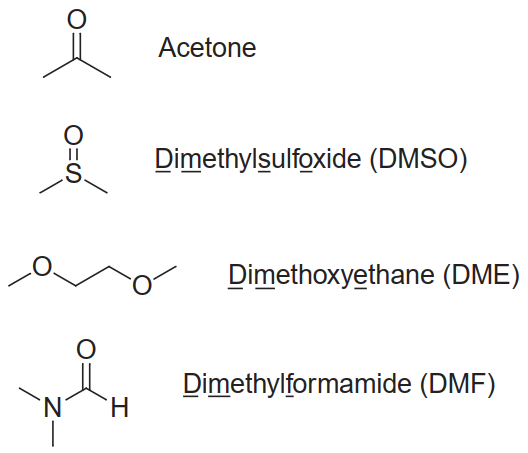 O
Acetone
O
S
Dimethylsulfoxide (DMSO)
O
O
Dimethoxyethane (DME)
O
N H
Dimethylformamide (DMF)